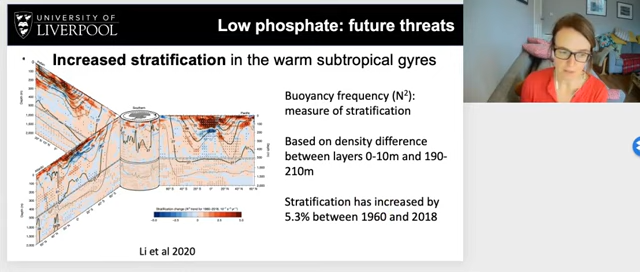 UNIVERSITY OF
LIVERPOOL
Low phosphate: future threats
Increased stratification in the warm subtropical gyres
Buoyancy frequency (N²):
measure of stratification
Based on density difference
between layers 0-10m and 190-
210m
Stratification has increased by
5.3% between 1960 and 2018
Li et al 2020